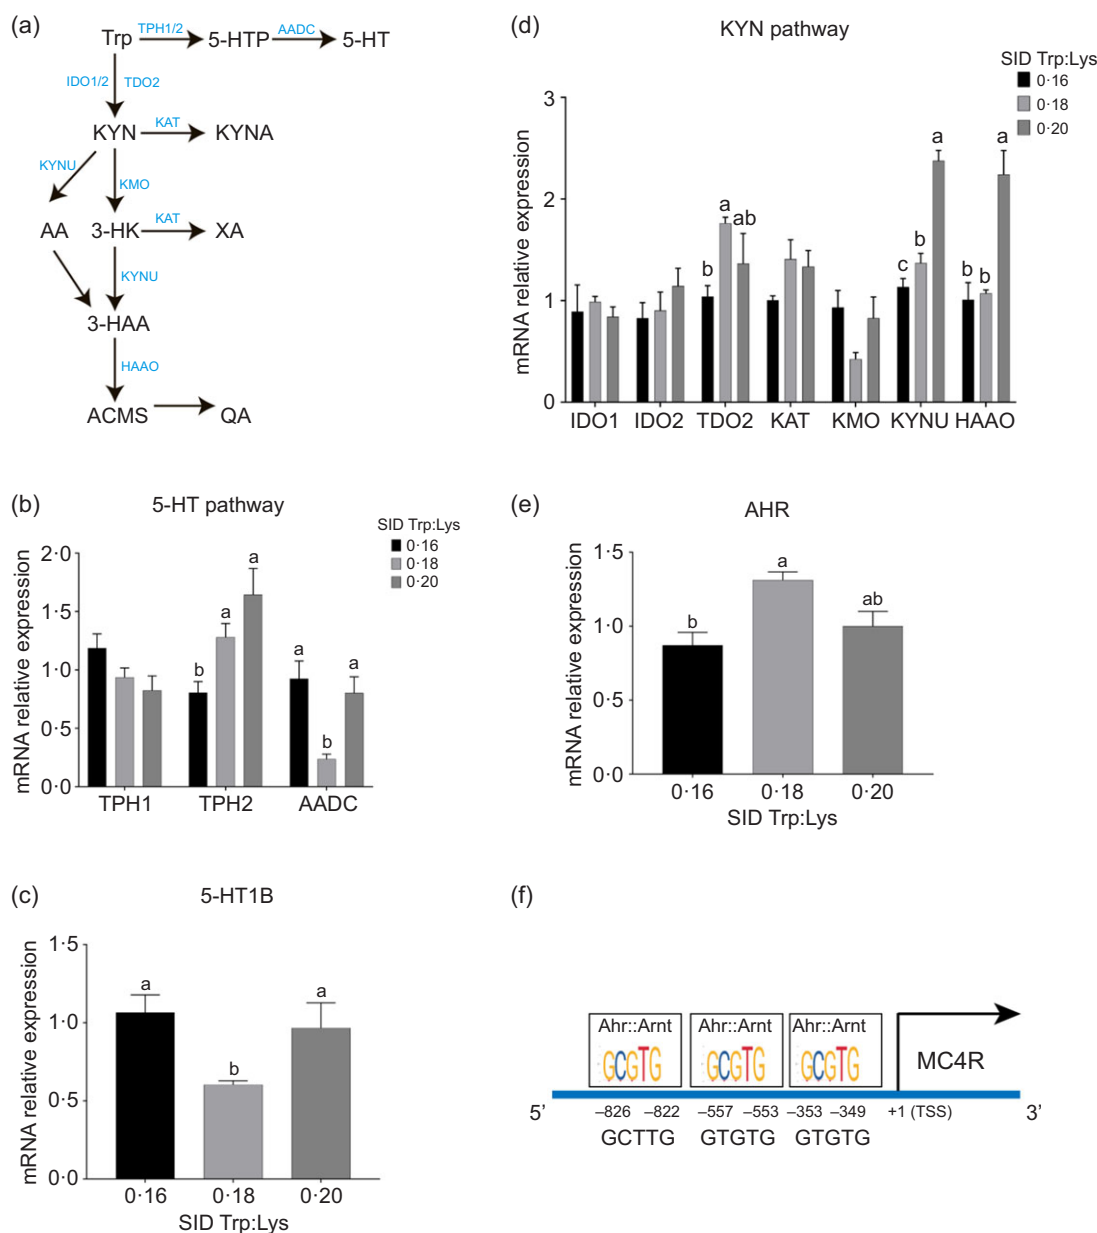 (a)
Trp TPH1/2 5-HTP AADC 5-HT
IDO1/2 TDO2
KYN KAT KYNA
KYNU KMO
AA 3-HK KAT XA
KYNU
3-HAA
HAAO
ACMS QA
(b)
5-HT pathway
SID Trp:Lys
0·16
0·18
0·20
mRNA relative expression
2·0
1·5
1·0
0·5
0·0
b a a
a b a
TPH1 TPH2 AADC
(c)
5-HT1B
mRNA relative expression
1·5
1·0
0·5
0·0
a b a
0·16 0·18 0·20
SID Trp:Lys
(d)
KYN pathway
SID Trp:Lys
0·16
0·18
0·20
mRNA relative expression
3
2
1
0
b a ab
c b a
b b a
IDO1 IDO2 TDO2 KAT KMO KYNU HAAO
(e)
AHR
mRNA relative expression
1·5
1·0
0·5
0·0
b a ab
0·16 0·18 0·20
SID Trp:Lys
(f)
Ahr::Arnt Ahr::Arnt Ahr::Arnt
GCGTG GCGTG GCGTG
MC4R
5’ 3’
–826 –822 –557 –553 –353 –349 +1 (TSS)
GCTTG GTGTG GTGTG